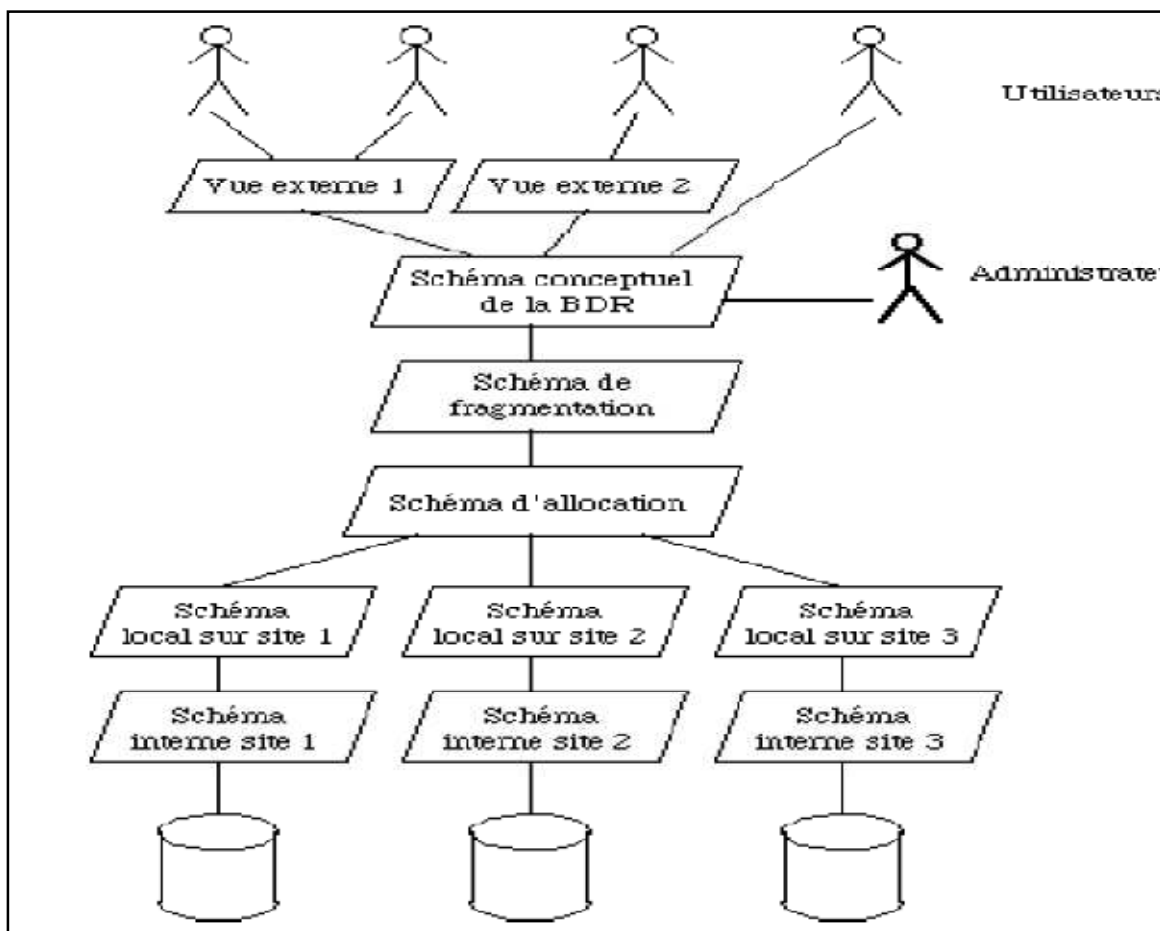 Utilisateurs
Vue externe 1
Vue externe 2
Schéma conceptuel
de la BDR
Administrateu
Schéma de
fragmentation
Schéma d'allocation
Schéma
local sur site 1
Schéma
local sur site 2
Schéma
local sur site 3
Schéma
interne site 1
Schéma
interne site 2
Schéma
interne site 3